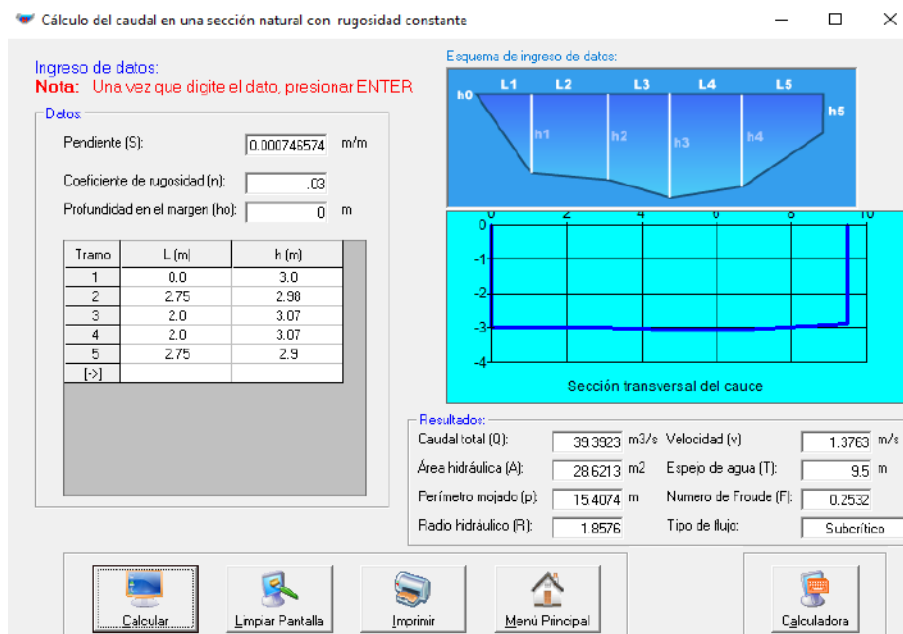 Cálculo del caudal en una sección natural con rugosidad constante
Ingreso de datos:
Nota: Una vez que digite el dato, presionar ENTER
Datos:
Pendiente (S): 0.000746574 m/m
Coeficiente de rugosidad (n): .03
Profundidad en el margen (ho): 0 m
Tramo L (m) h (m)
1 0.0 3.0
2 2.75 2.98
3 2.0 3.07
4 2.0 3.07
5 2.75 2.9
[->]
Esquema de ingreso de datos:
L1 L2 L3 L4 L5
h0 h1 h2 h3 h4 h5
0 2 4 6 8 10
0
-1
-2
-3
-4
Sección transversal del cauce
Resultados:
Caudal total (Q): 39.3923 m3/s Velocidad (v) 1.3763 m/s
Área hidráulica (A): 28.6213 m2 Espejo de agua (T): 9.5 m
Perímetro mojado (p): 15.4074 m Numero de Froude (F): 0.2532
Radio hidráulico (R): 1.8576 Tipo de flujo: Subcrítico
Calcular Limpiar Pantalla Imprimir Menú Principal Calculadora